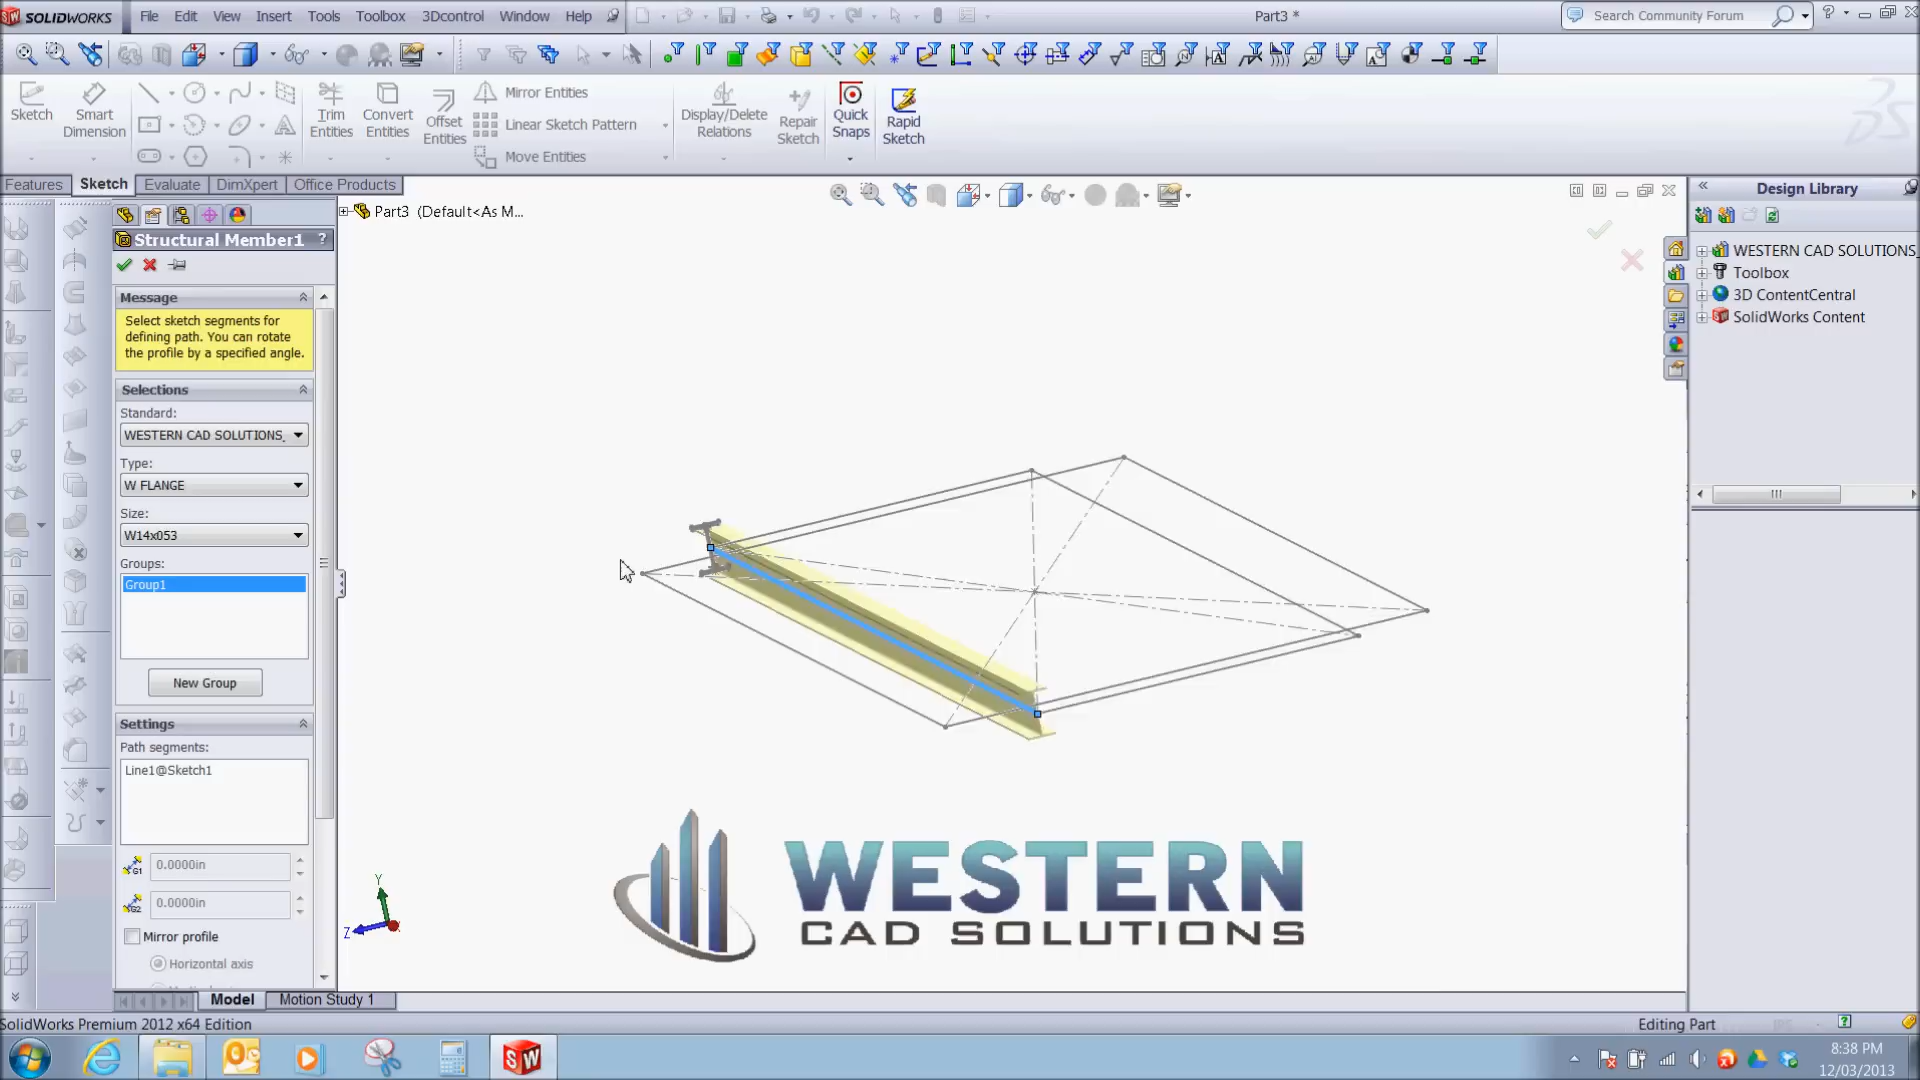 SOLIDWORKS File Edit View Insert Tools Toolbox 3Dcontrol Window Help Part3 * Search Community Forum
Sketch Smart Dimension Trim Entities Convert Entities Offset Entities Mirror Entities Linear Sketch Pattern Move Entities Display/Delete Relations Repair Sketch Quick Snaps Rapid Sketch
Features Sketch Evaluate DimXpert Office Products
Part3 (Default<As M...
Design Library
WESTERN CAD SOLUTIONS_
Toolbox
3D ContentCentral
SolidWorks Content
Structural Member1 ?
Message
Select sketch segments for
defining path. You can rotate
the profile by a specified angle.
Selections
Standard:
WESTERN CAD SOLUTIONS_
Type:
W FLANGE
Size:
W14x053
Groups:
Group1
New Group
Settings
Path segments:
Line1@Sketch1
G1 0.0000in
G2 0.0000in
Mirror profile
Horizontal axis
Y
Z
WESTERN
CAD SOLUTIONS
Model Motion Study 1
SolidWorks Premium 2012 x64 Edition Editing Part
8:38 PM
12/03/2013